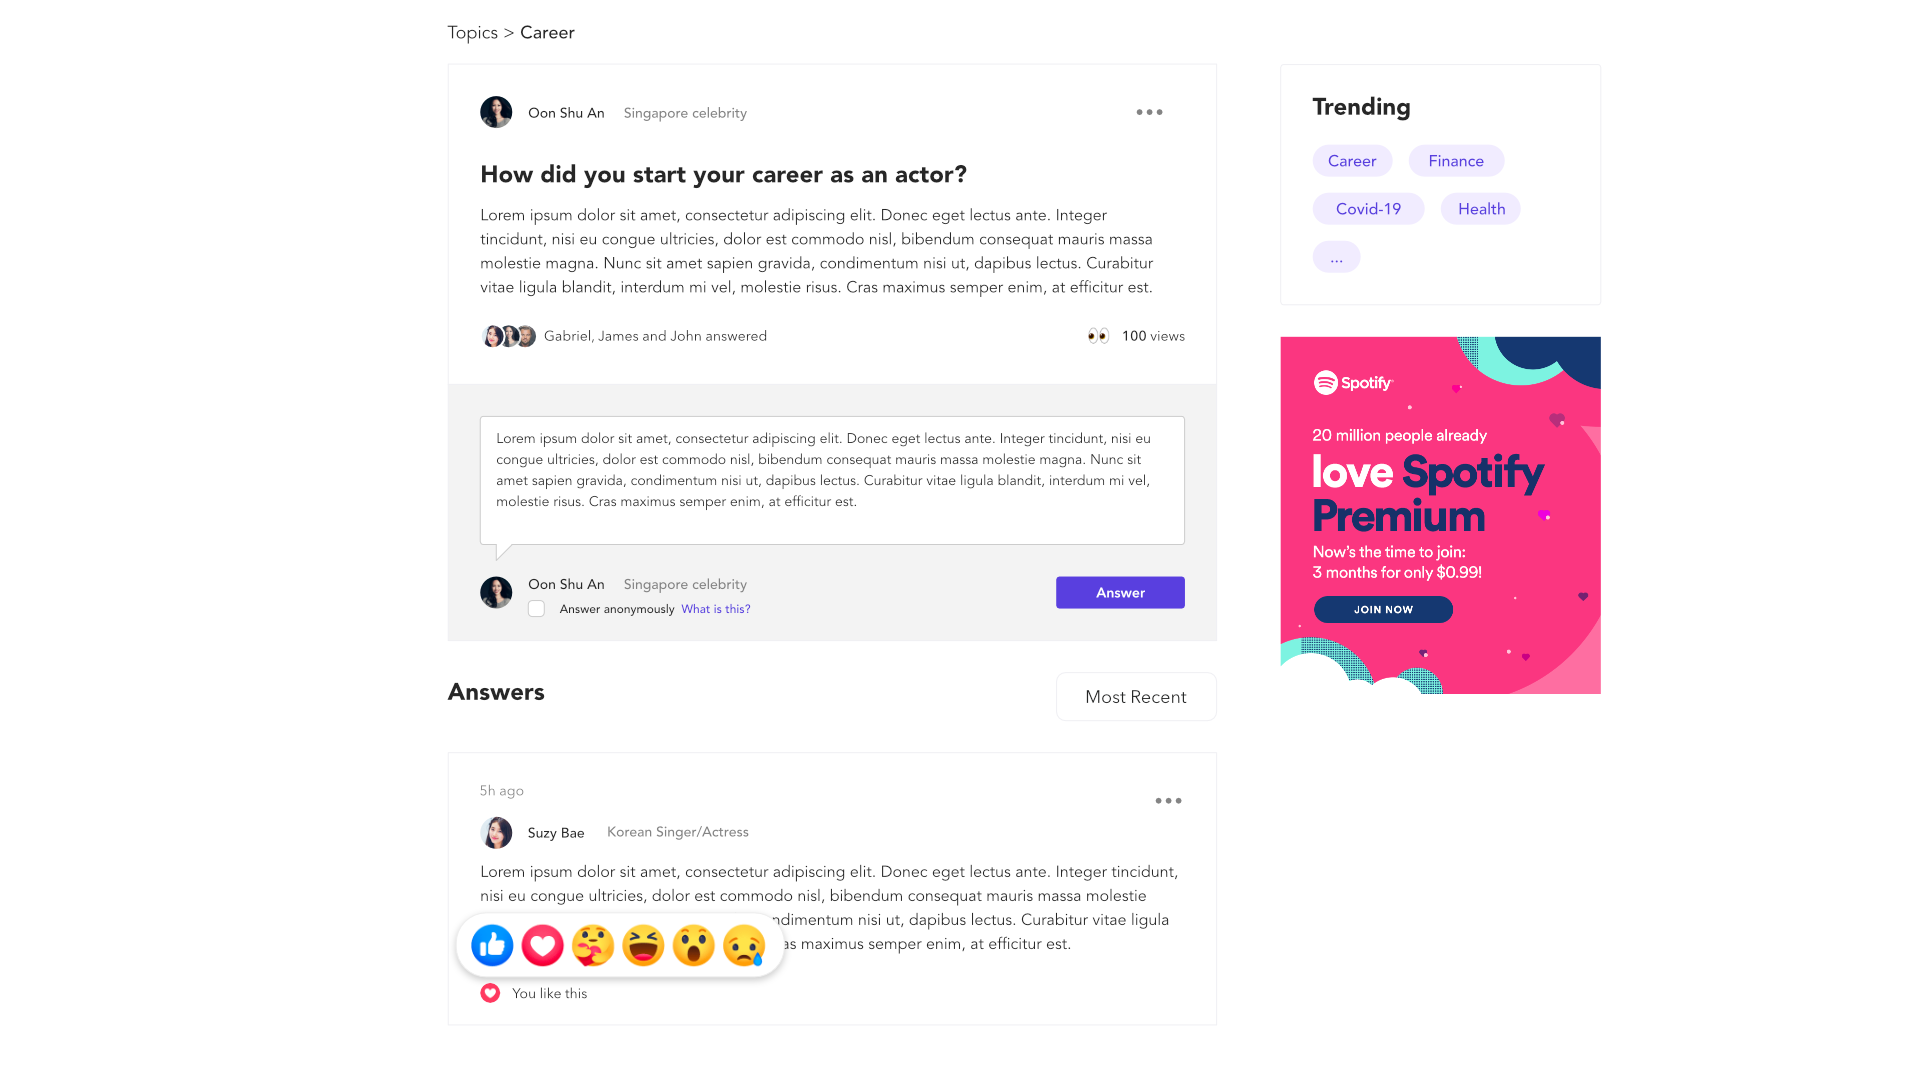 Topics > Career
Oon Shu An Singapore celebrity
How did you start your career as an actor?
Lorem ipsum dolor sit amet, consectetur adipiscing elit. Donec eget lectus ante. Integer
tincidunt, nisi eu congue ultricies, dolor est commodo nisl, bibendum consequat mauris massa
molestie magna. Nunc sit amet sapien gravida, condimentum nisi ut, dapibus lectus. Curabitur
vitae ligula blandit, interdum mi vel, molestie risus. Cras maximus semper enim, at efficitur est.
Gabriel, James and John answered
100 views
Lorem ipsum dolor sit amet, consectetur adipiscing elit. Donec eget lectus ante. Integer tincidunt, nisi eu
congue ultricies, dolor est commodo nisl, bibendum consequat mauris massa molestie magna. Nunc sit
amet sapien gravida, condimentum nisi ut, dapibus lectus. Curabitur vitae ligula blandit, interdum mi vel,
molestie risus. Cras maximus semper enim, at efficitur est.
Oon Shu An Singapore celebrity
Answer anonymously What is this?
Answer
Answers
Most Recent
5h ago
Suzy Bae Korean Singer/Actress
Lorem ipsum dolor sit amet, consectetur adipiscing elit. Donec eget lectus ante. Integer tincidunt,
nisi eu congue ultricies, dolor est commodo nisl, bibendum consequat mauris massa molestie
ndimentum nisi ut, dapibus lectus. Curabitur vitae ligula
as maximus semper enim, at efficitur est.
You like this
Trending
Career Finance
Covid-19 Health
...
Spotify
20 million people already
love Spotify
Premium
Now's the time to join:
3 months for only $0.99!
JOIN NOW